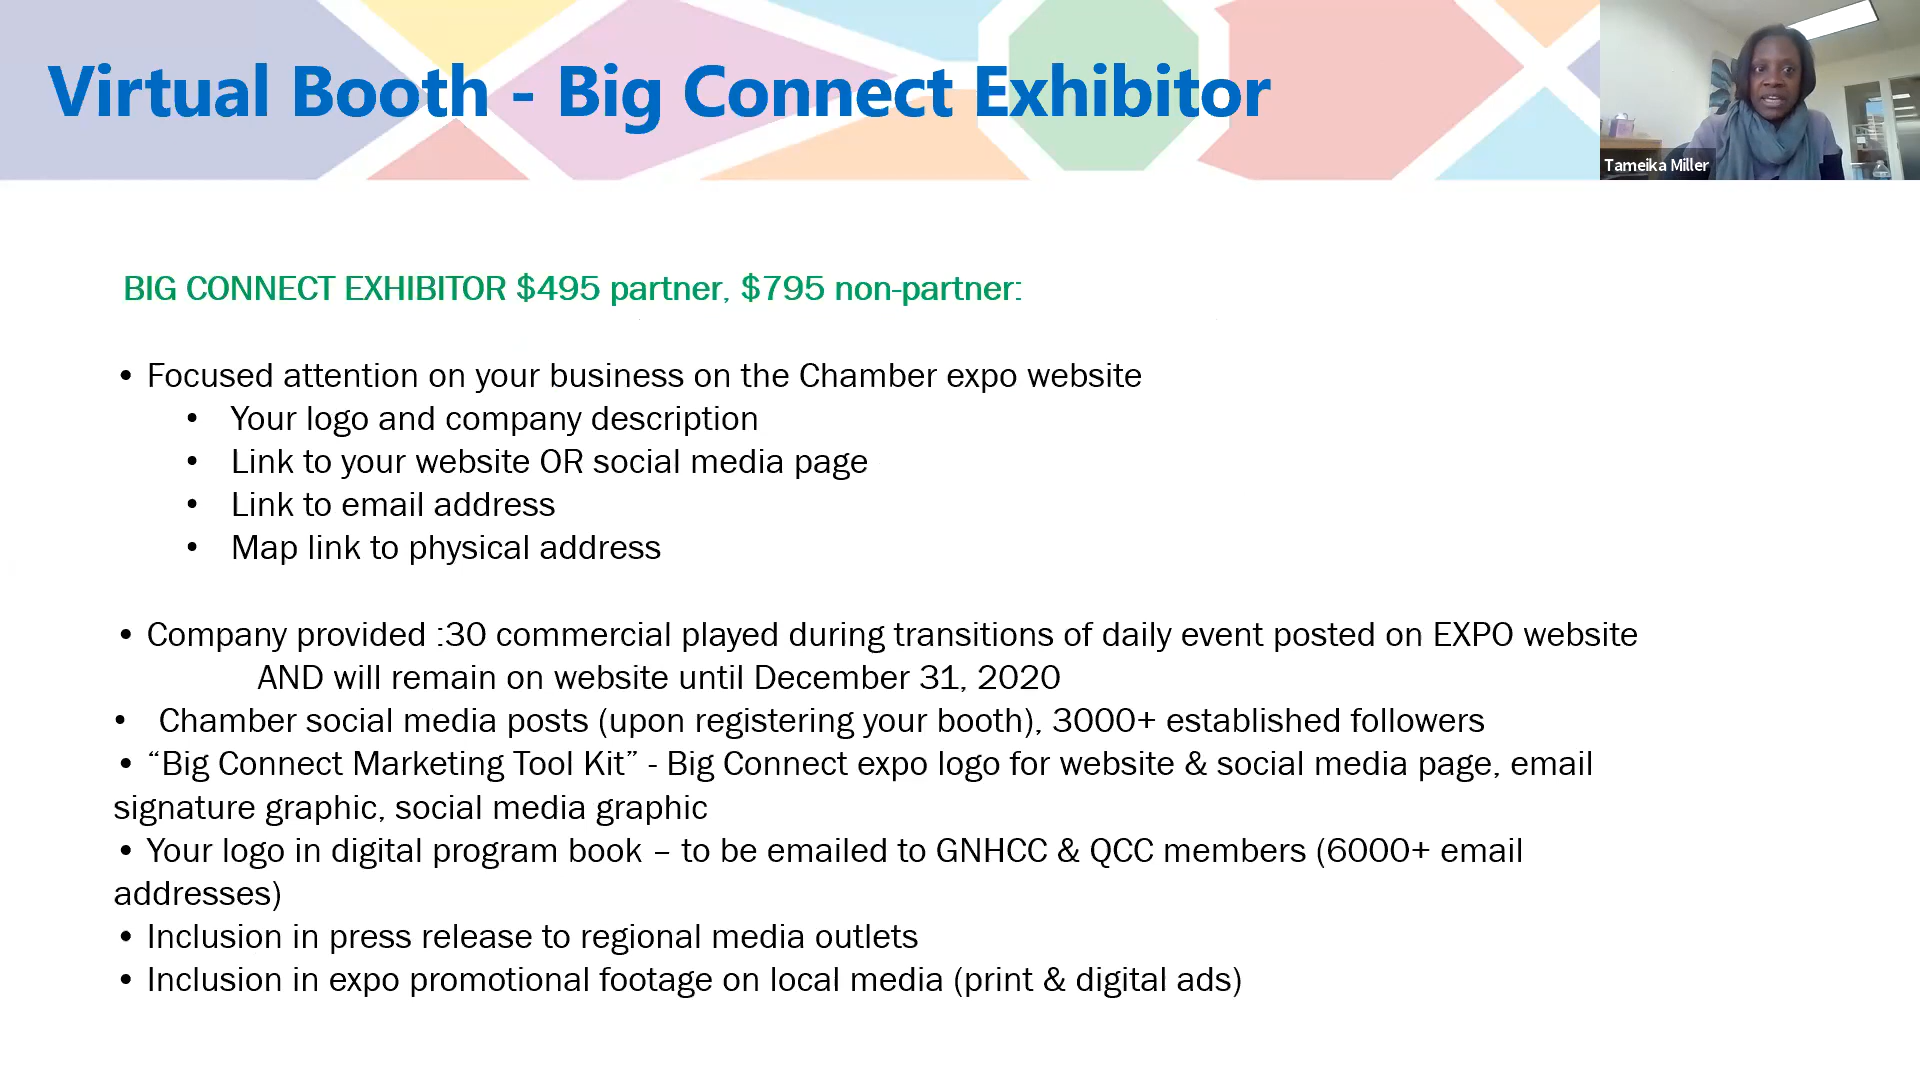 Virtual Booth - Big Connect Exhibitor
Tameika Miller
BIG CONNECT EXHIBITOR $495 partner, $795 non-partner:
• Focused attention on your business on the Chamber expo website
• Your logo and company description
• Link to your website OR social media page
• Link to email address
• Map link to physical address
• Company provided :30 commercial played during transitions of daily event posted on EXPO website
AND will remain on website until December 31, 2020
• Chamber social media posts (upon registering your booth), 3000+ established followers
• “Big Connect Marketing Tool Kit” - Big Connect expo logo for website & social media page, email
signature graphic, social media graphic
• Your logo in digital program book – to be emailed to GNHCC & QCC members (6000+ email
addresses)
• Inclusion in press release to regional media outlets
• Inclusion in expo promotional footage on local media (print & digital ads)